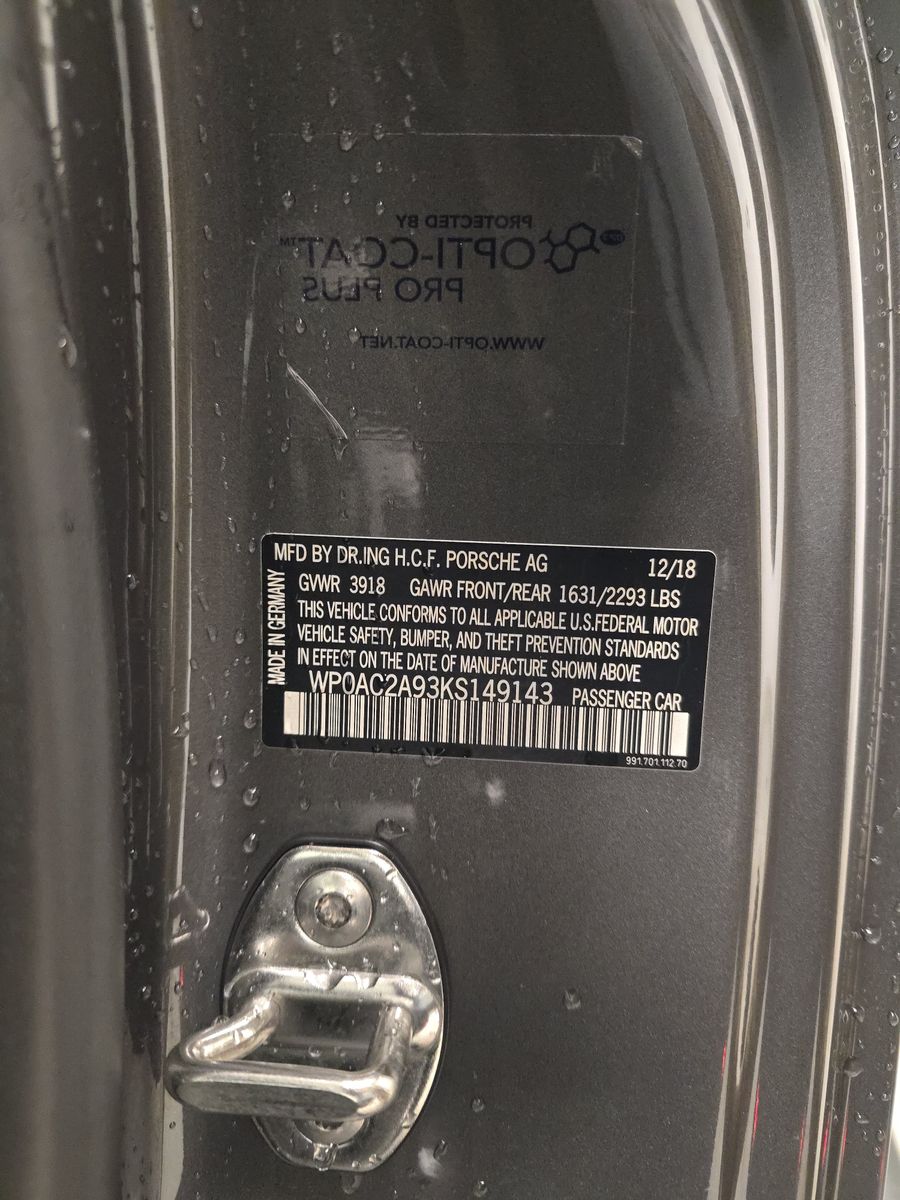 PROTECTED BY
OPTI-COAT™
PRO PLUS
WWW.OPTI-COAT.NET
MFD BY DR.ING H.C.F. PORSCHE AG 12/18
GVWR 3918 GAWR FRONT/REAR 1631/2293 LBS
THIS VEHICLE CONFORMS TO ALL APPLICABLE U.S.FEDERAL MOTOR
VEHICLE SAFETY, BUMPER, AND THEFT PREVENTION STANDARDS
IN EFFECT ON THE DATE OF MANUFACTURE SHOWN ABOVE
WP0AC2A93KS149143 PASSENGER CAR
MADE IN GERMANY
991.701.112.70